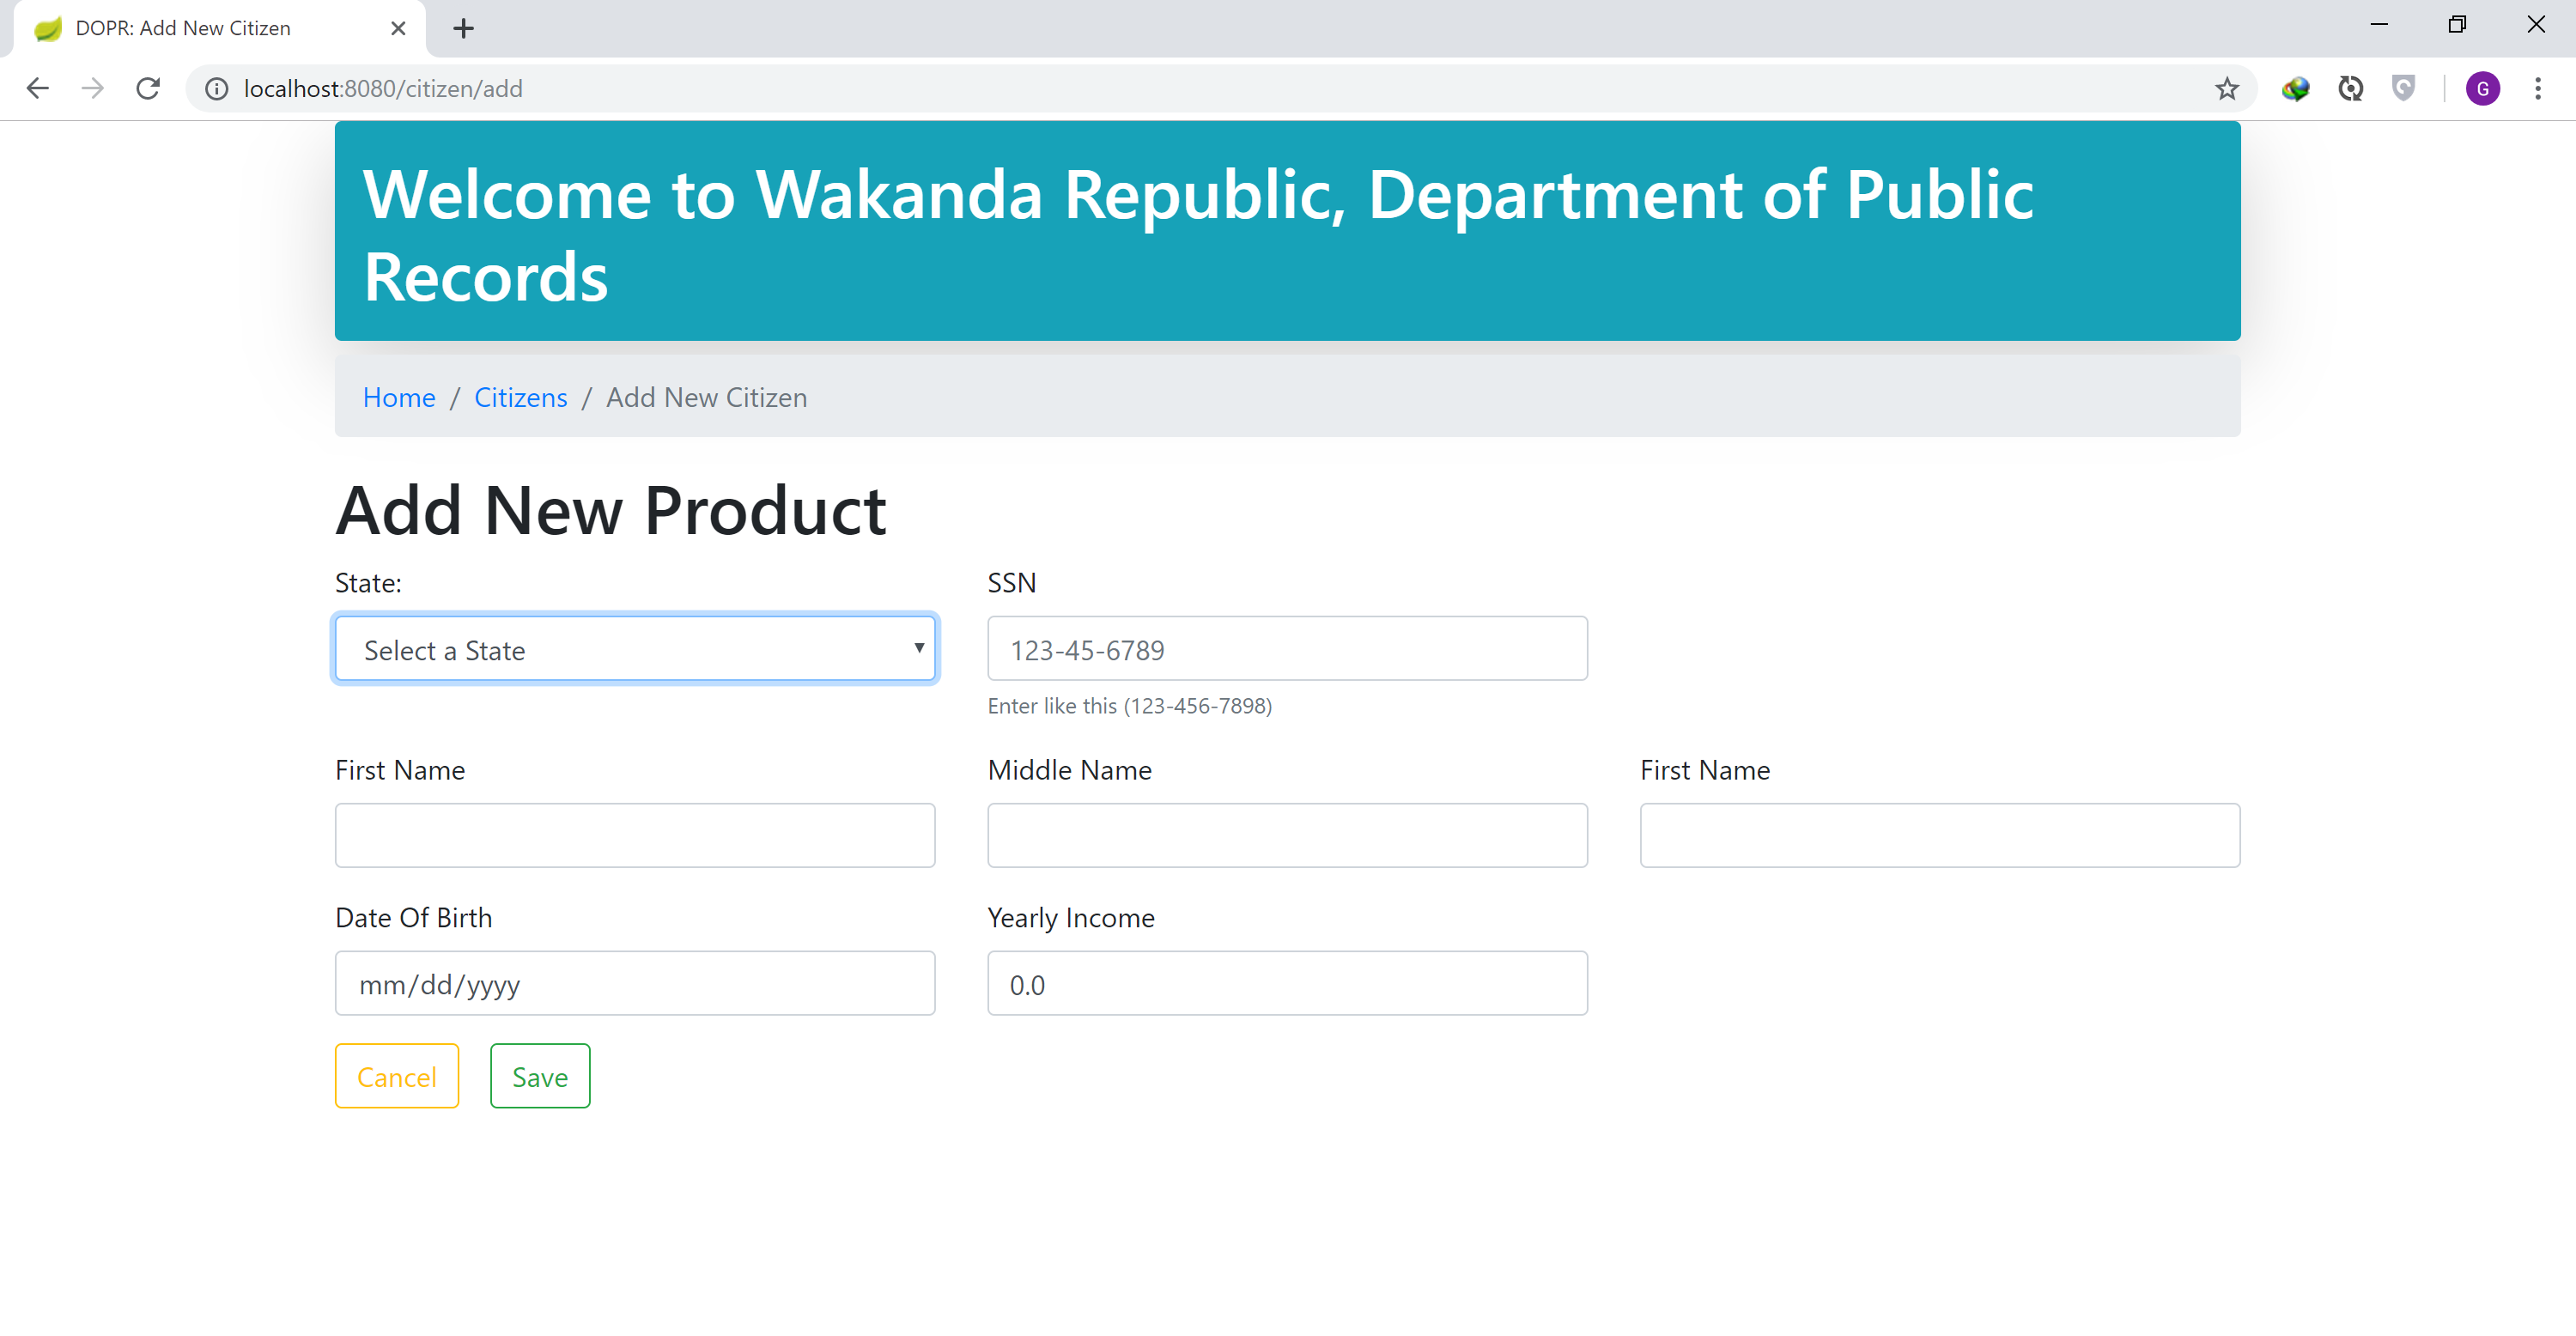 DOPR: Add New Citizen
localhost:8080/citizen/add
G
Welcome to Wakanda Republic, Department of Public
Records
Home / Citizens / Add New Citizen
Add New Product
State: SSN
Select a State 123-45-6789
Enter like this (123-456-7898)
First Name Middle Name First Name
Date Of Birth Yearly Income
mm/dd/yyyy 0.0
Cancel Save